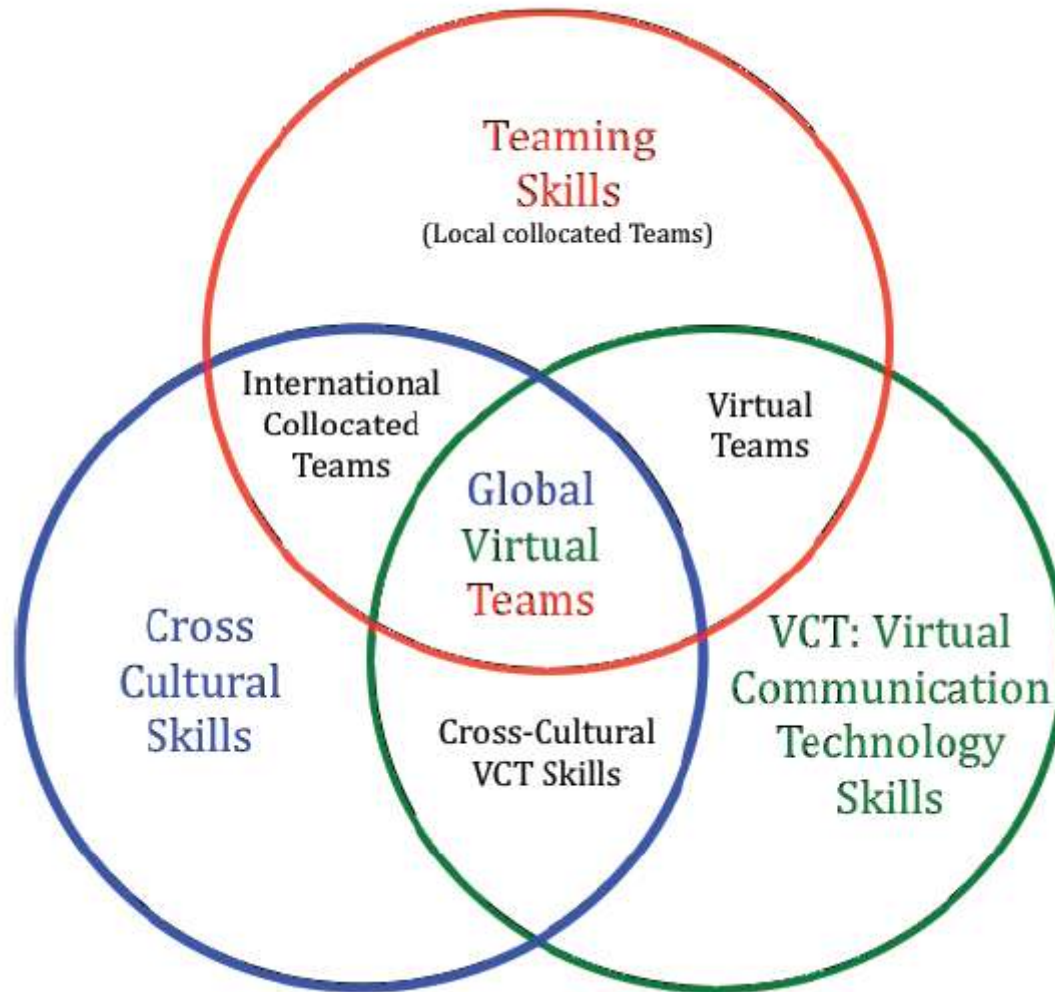 Teaming
Skills
(Local collocated Teams)
International
Collocated
Teams
Virtual
Teams
Global
Virtual
Teams
Cross
Cultural
Skills
VCT: Virtual
Communication
Technology
Skills
Cross-Cultural
VCT Skills